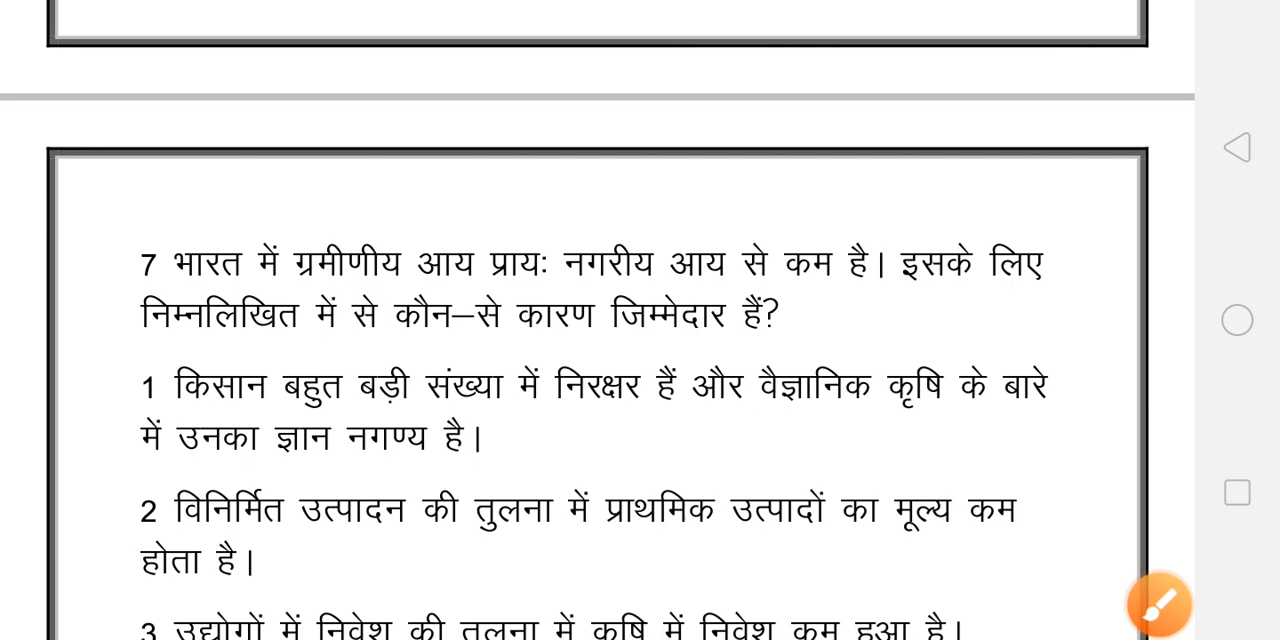 7 भारत में ग्रमीणीय आय प्रायः नगरीय आय से कम है। इसके लिए
निम्नलिखित में से कौन–से कारण जिम्मेदार हैं?
1 किसान बहुत बड़ी संख्या में निरक्षर हैं और वैज्ञानिक कृषि के बारे
में उनका ज्ञान नगण्य है।
2 विनिर्मित उत्पादन की तुलना में प्राथमिक उत्पादों का मूल्य कम
होता है।
3 उद्योगों में निवेश की तुलना में कृषि में निवेश कम हुआ है।